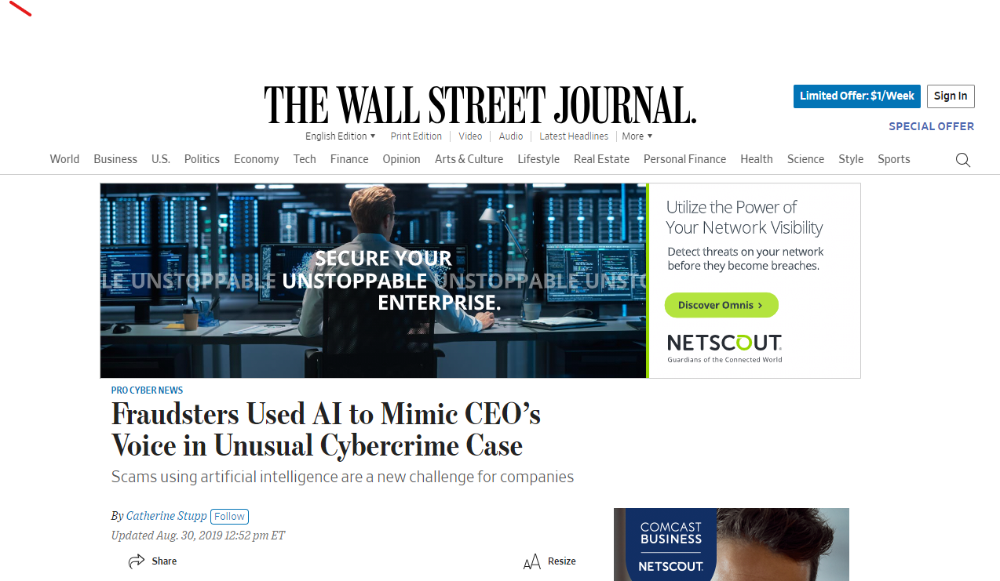 THE WALL STREET JOURNAL.
Limited Offer: $1/Week
Sign In
SPECIAL OFFER
English Edition
Print Edition
Video
Audio
Latest Headlines
More
World
Business
U.S.
Politics
Economy
Tech
Finance
Opinion
Arts & Culture
Lifestyle
Real Estate
Personal Finance
Health
Science
Style
Sports
SECURE YOUR
LE UNSTOPPABLE UNSTOPPABLE UNSTOPPABLE UNSTO
ENTERPRISE.
Utilize the Power of
Your Network Visibility
Detect threats on your network
before they become breaches.
Discover Omnis >
NETSCOUT.
Guardians of the Connected World
PRO CYBER NEWS
Fraudsters Used AI to Mimic CEO’s
Voice in Unusual Cybercrime Case
Scams using artificial intelligence are a new challenge for companies
By Catherine Stupp Follow
Updated Aug. 30, 2019 12:52 pm ET
Share
AA Resize
COMCAST
BUSINESS
NETSCOUT.